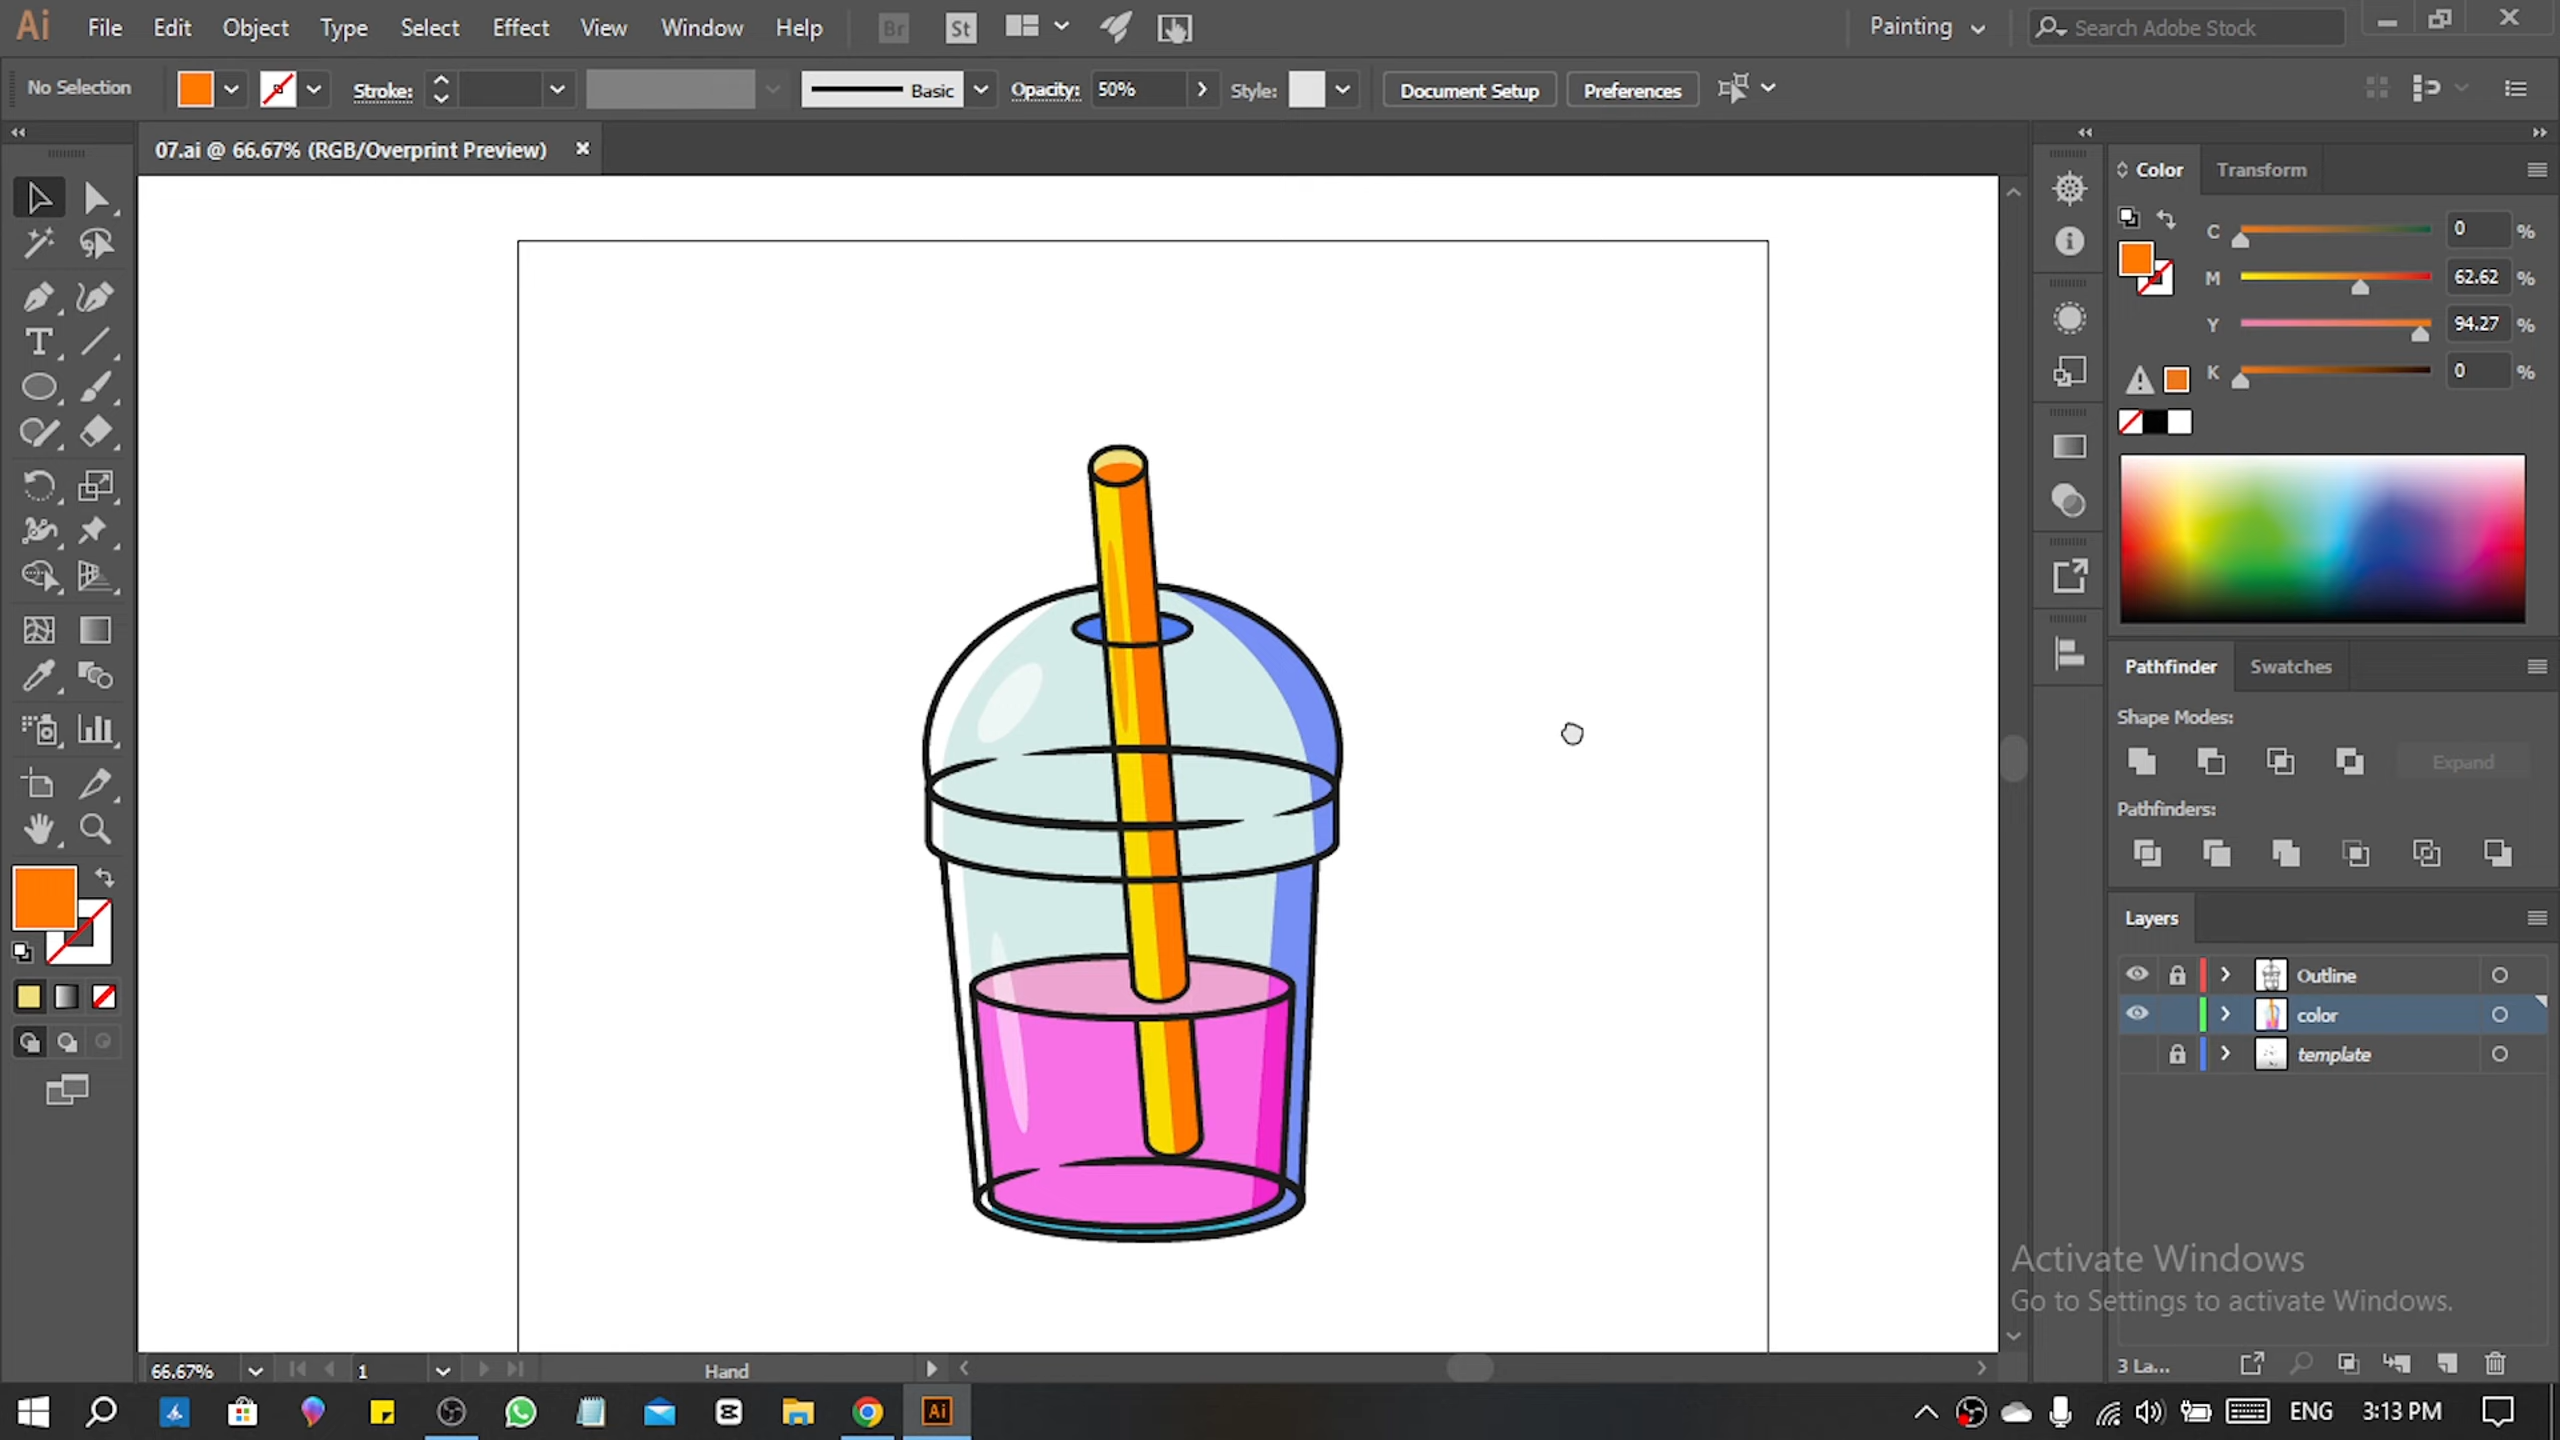 Ai File Edit Object Type Select Effect View Window Help Br St Painting Search Adobe Stock
No Selection Stroke: Basic Opacity: 50% Style: Document Setup Preferences
07.ai @ 66.67% (RGB/Overprint Preview)
Color Transform
C 0 %
M 62.62 %
Y 94.27 %
K 0 %
Pathfinder Swatches
Shape Modes:
Expand
Pathfinders:
Layers
Outline
color
template
Activate Windows
Go to Settings to activate Windows.
66.67% 1 Hand 3 La...
Ai ENG 3:13 PM